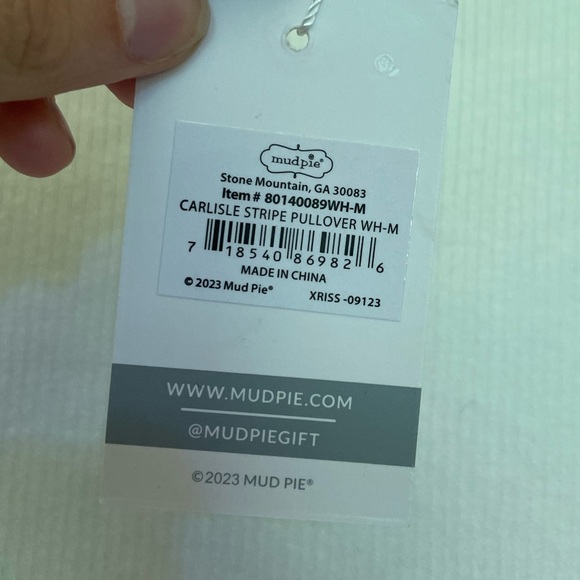 mudpie®
Stone Mountain, GA 30083
Item # 80140089WH-M
CARLISLE STRIPE PULLOVER WH-M
7 18540 86982 6
MADE IN CHINA
© 2023 Mud Pie® XRISS -09123
WWW.MUDPIE.COM
@MUDPIEGIFT
©2023 MUD PIE®